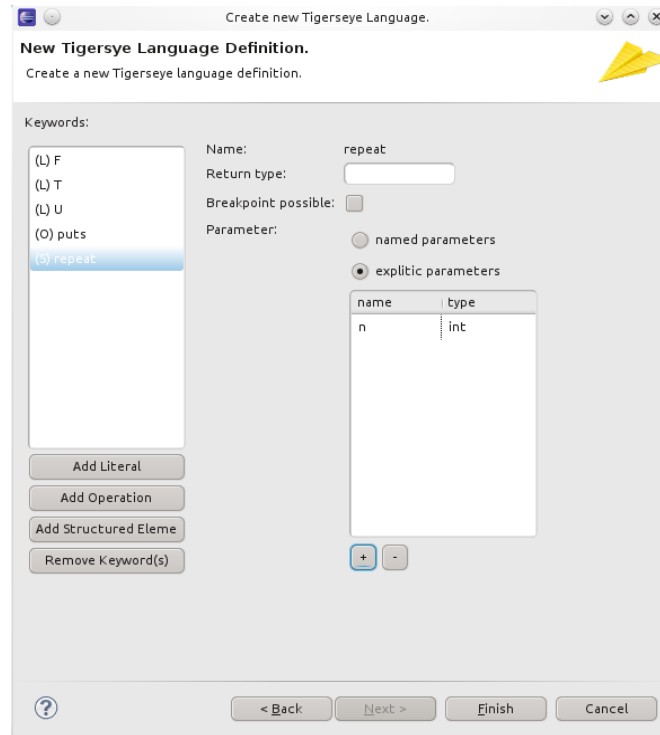 Create new Tigerseye Language.
New Tigersye Language Definition.
Create a new Tigerseye language definition.
Keywords:
(L) F
(L) T
(L) U
(O) puts
(S) repeat
Add Literal
Add Operation
Add Structured Eleme
Remove Keyword(s)
Name: repeat
Return type:
Breakpoint possible:
Parameter:
named parameters
explitic parameters
name type
n int
+ -
?
< Back Next > Finish Cancel